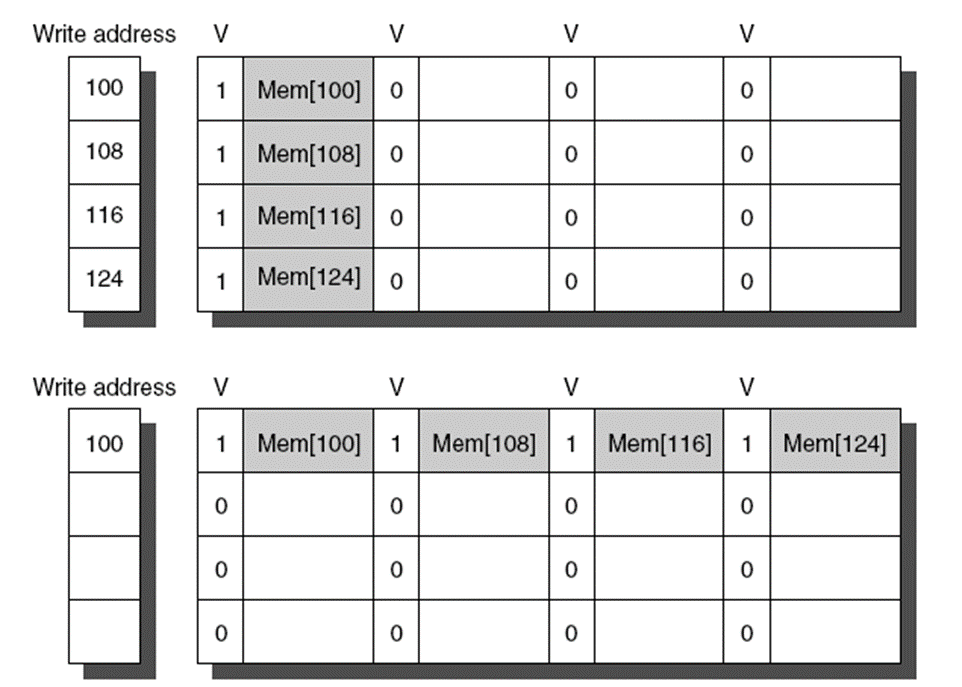 Write address V V V V
100 1 Mem[100] 0 0 0
108 1 Mem[108] 0 0 0
116 1 Mem[116] 0 0 0
124 1 Mem[124] 0 0 0
Write address V V V V
100 1 Mem[100] 1 Mem[108] 1 Mem[116] 1 Mem[124]
0 0 0 0
0 0 0 0
0 0 0 0